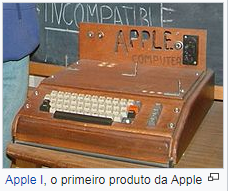 INCOMPATIBLE
APPLE
COMPUTER
Apple I, o primeiro produto da Apple